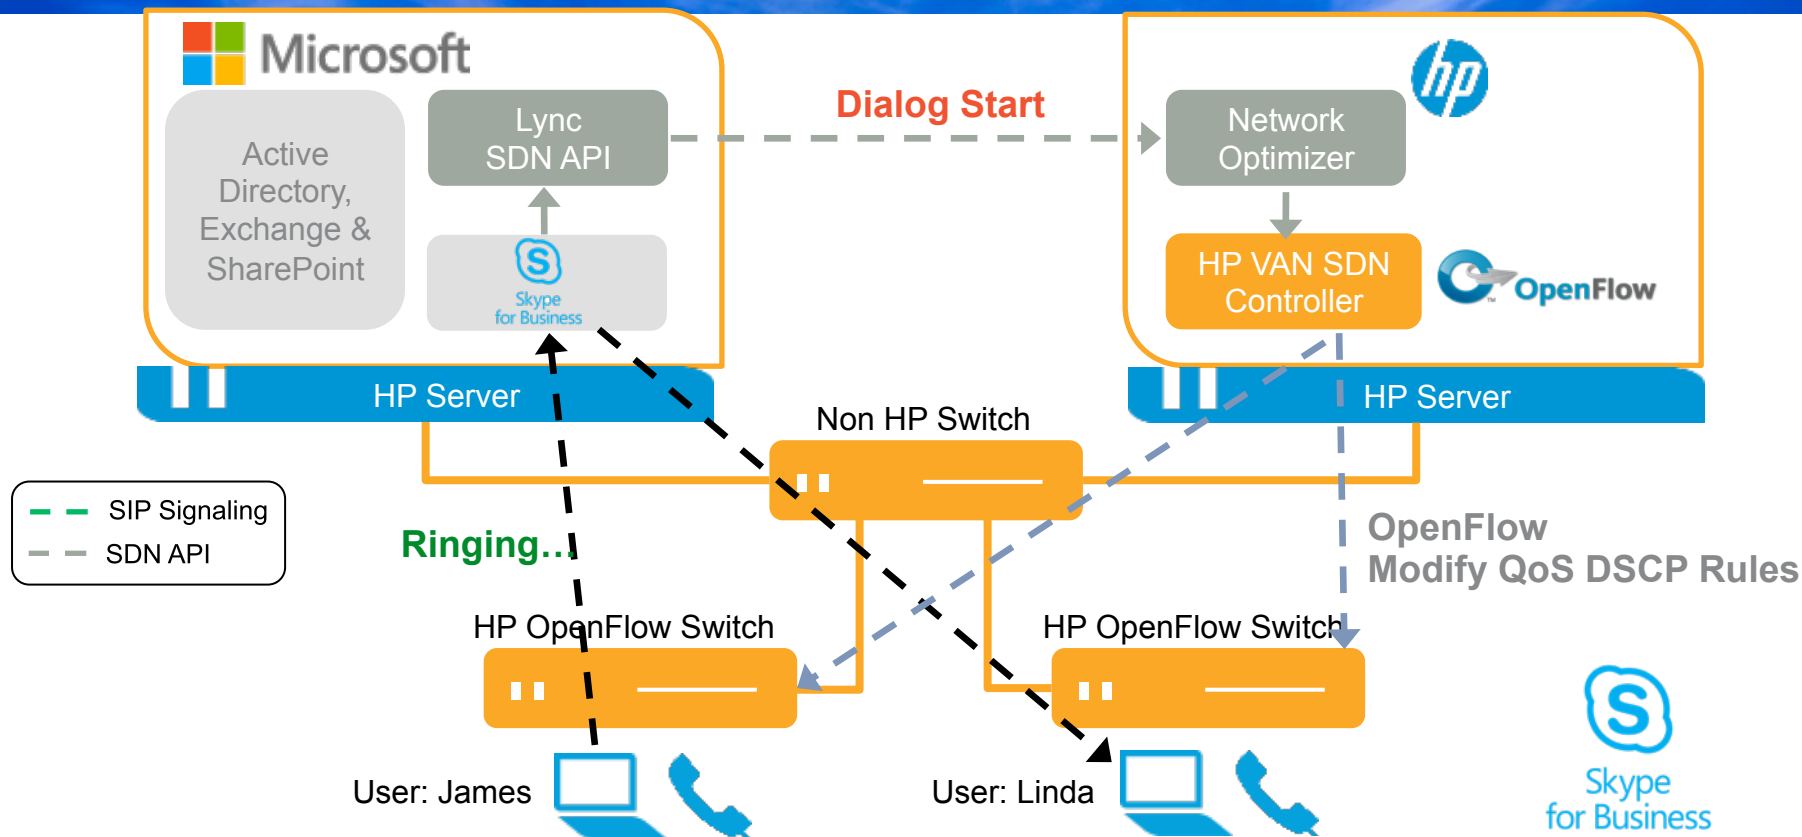 Microsoft
hp
Dialog Start
Lync
SDN API
Network
Optimizer
Active
Directory,
Exchange &
SharePoint
S
Skype
for Business
HP VAN SDN
Controller
OpenFlow
TM
HP Server
HP Server
Non HP Switch
SIP Signaling
SDN API
Ringing...
OpenFlow
Modify QoS DSCP Rules
HP OpenFlow Switch
HP OpenFlow Switch
User: James
User: Linda
S
Skype
for Business